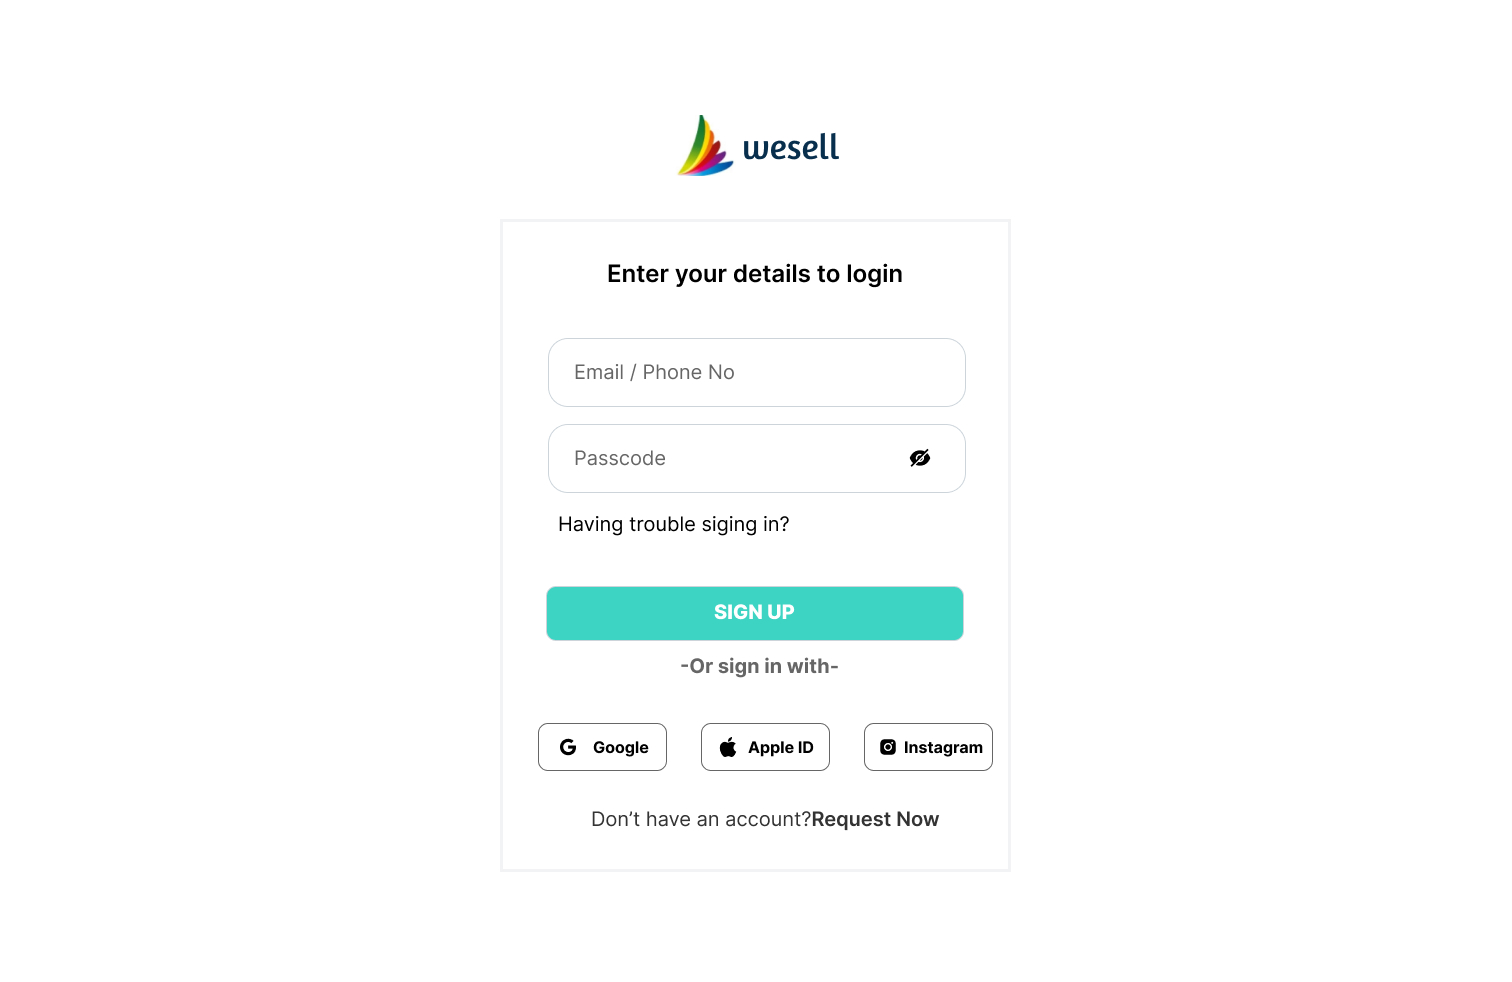 wesell
Enter your details to login
Email / Phone No
Passcode
Having trouble siging in?
SIGN UP
-Or sign in with-
Google Apple ID Instagram
Don’t have an account?Request Now